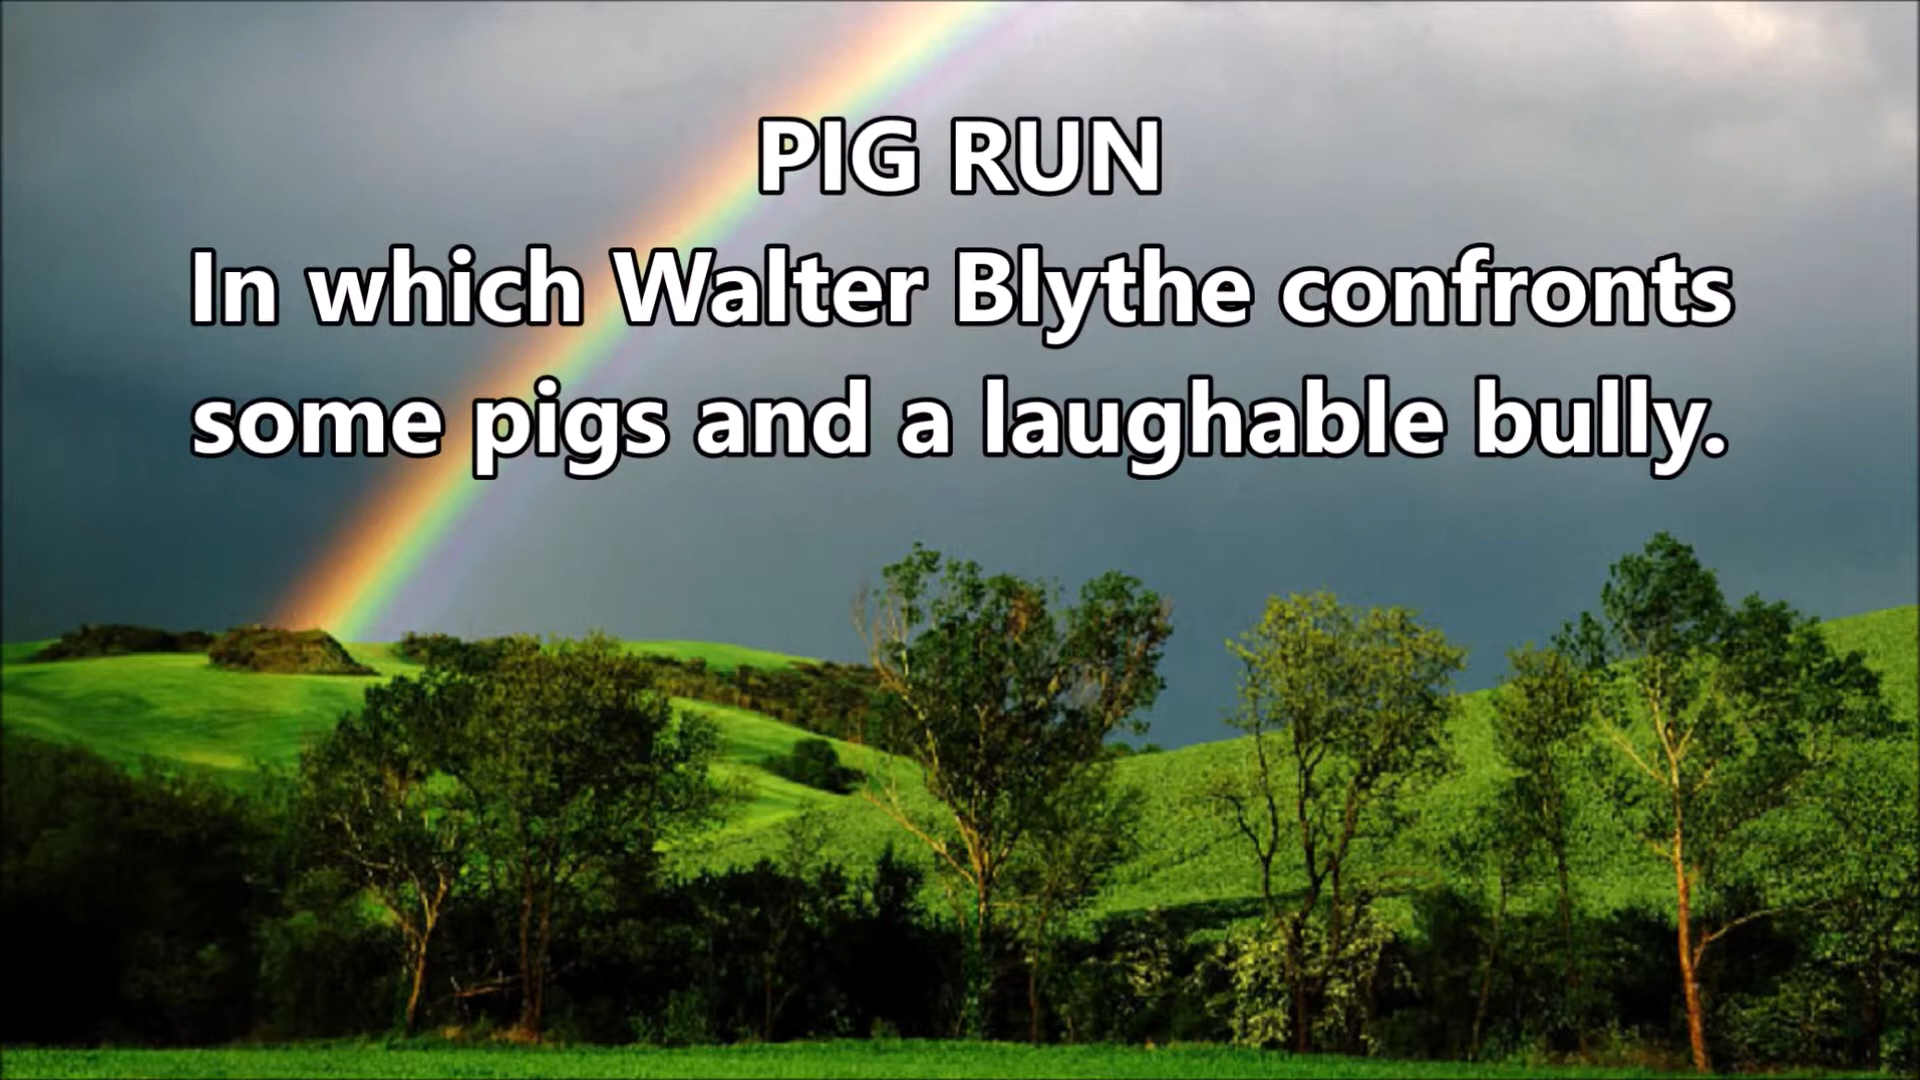 PIG RUN
In which Walter Blythe confronts
some pigs and a laughable bully.